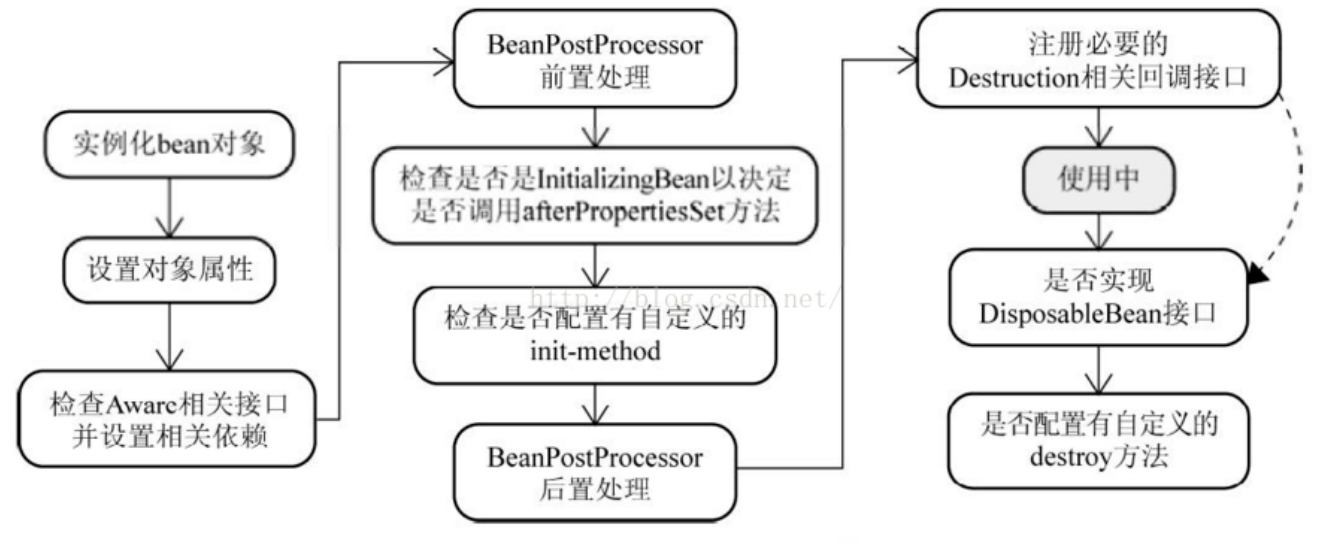 实例化bean对象
设置对象属性
检查Aware相关接口
并设置相关依赖
BeanPostProcessor
前置处理
检查是否是InitializingBean以决定
是否调用afterPropertiesSet方法
检查是否配置有自定义的
init-method
BeanPostProcessor
后置处理
注册必要的
Destruction相关回调接口
使用中
是否实现
DisposableBean接口
是否配置有自定义的
destroy方法
http://blog.csdn.net/